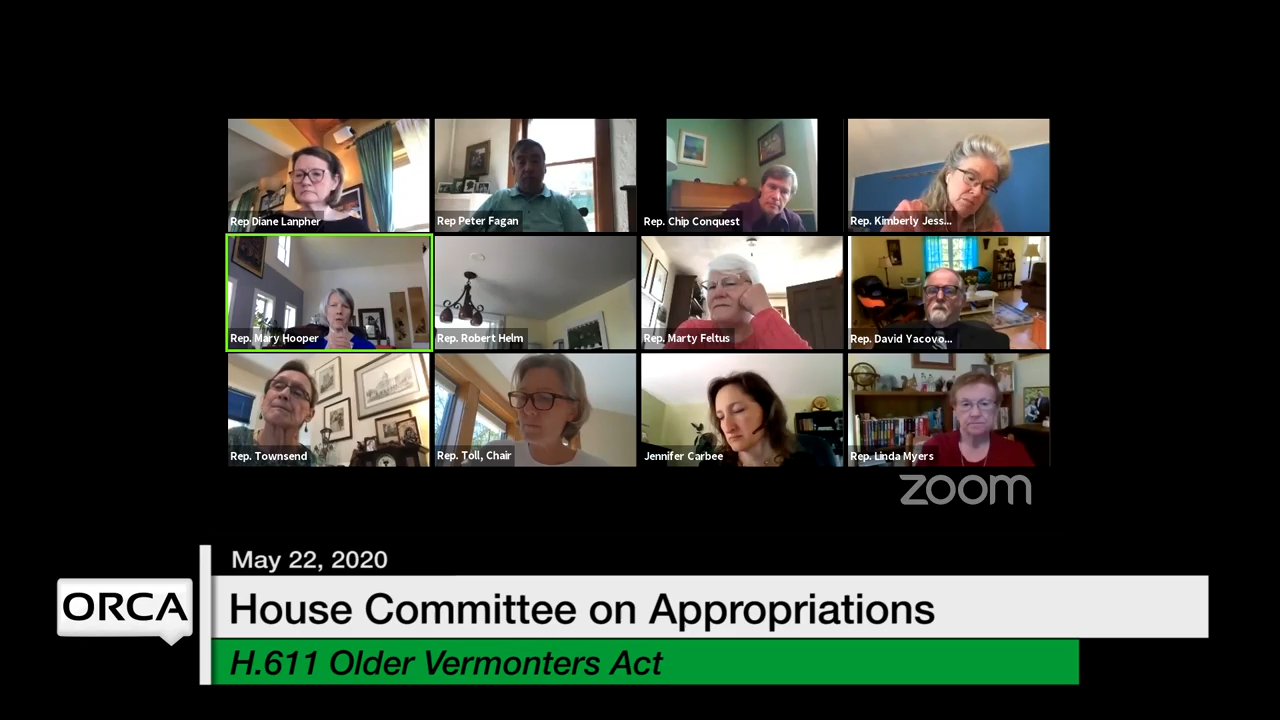 Rep Diane Lanpher
Rep Peter Fagan
Rep. Chip Conquest
Rep. Kimberly Jess...
Rep. Mary Hooper
Rep. Robert Helm
Rep. Marty Feltus
Rep. David Yacovo...
Rep. Townsend
Rep. Toll, Chair
Jennifer Carbee
Rep. Linda Myers
zoom
May 22, 2020
ORCA
House Committee on Appropriations
H.611 Older Vermonters Act